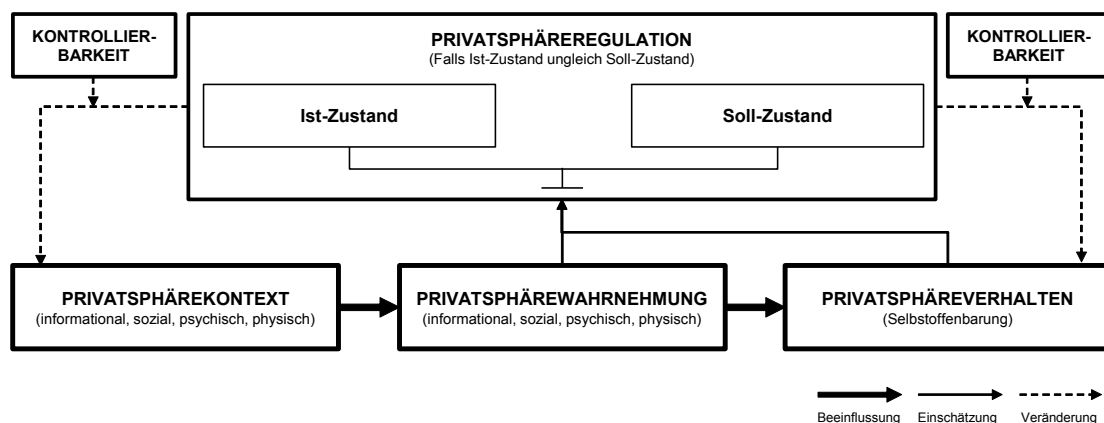 KONTROLLIER-
BARKEIT
PRIVATSPHÄREREGULATION
(Falls Ist-Zustand ungleich Soll-Zustand)
KONTROLLIER-
BARKEIT
Ist-Zustand
Soll-Zustand
PRIVATSPHÄREKONTEXT
(informational, sozial, psychisch, physisch)
PRIVATSPHÄREWAHRNEHMUNG
(informational, sozial, psychisch, physisch)
PRIVATSPHÄREVERHALTEN
(Selbstoffenbarung)
Beeinflussung
Einschätzung
Veränderung